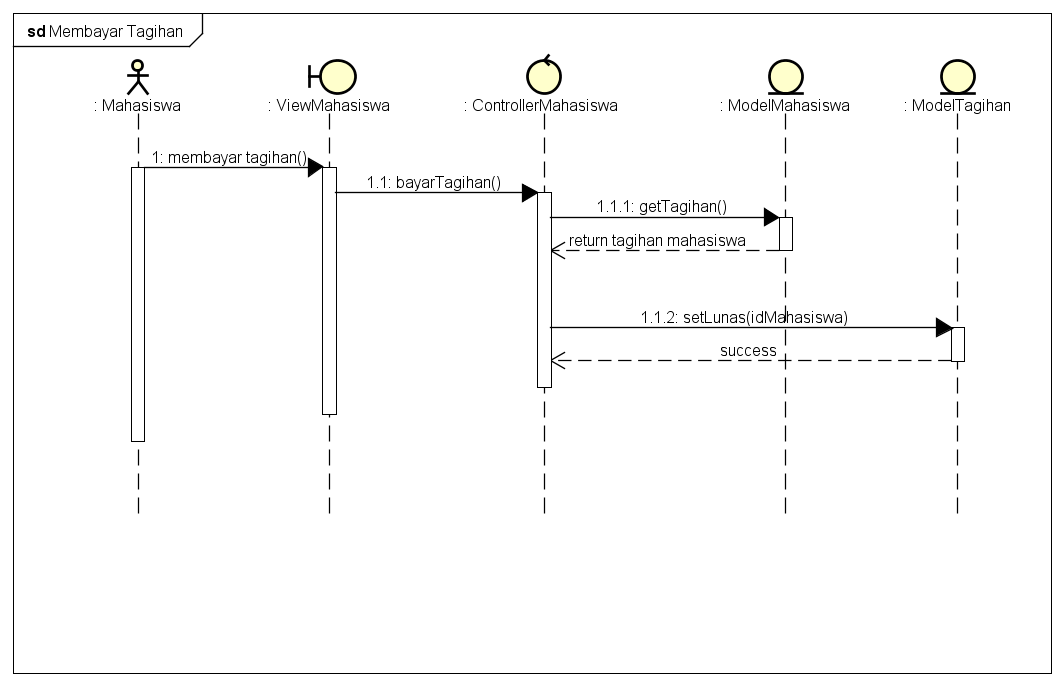 sd Membayar Tagihan
: Mahasiswa
: ViewMahasiswa
: ControllerMahasiswa
: ModelMahasiswa
: ModelTagihan
1: membayar tagihan()
1.1: bayarTagihan()
1.1.1: getTagihan()
return tagihan mahasiswa
1.1.2: setLunas(idMahasiswa)
success